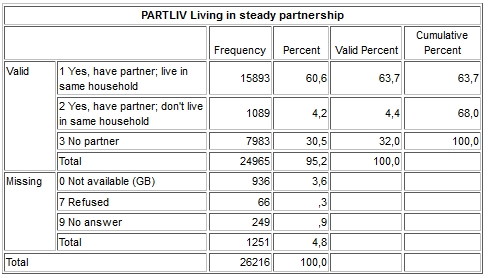 PARTLIV Living in steady partnership
Frequency Percent Valid Percent Cumulative Percent
Valid 1 Yes, have partner; live in same household 15893 60,6 63,7 63,7
2 Yes, have partner; don't live in same household 1089 4,2 4,4 68,0
3 No partner 7983 30,5 32,0 100,0
Total 24965 95,2 100,0
Missing 0 Not available (GB) 936 3,6
7 Refused 66 ,3
9 No answer 249 ,9
Total 1251 4,8
Total 26216 100,0